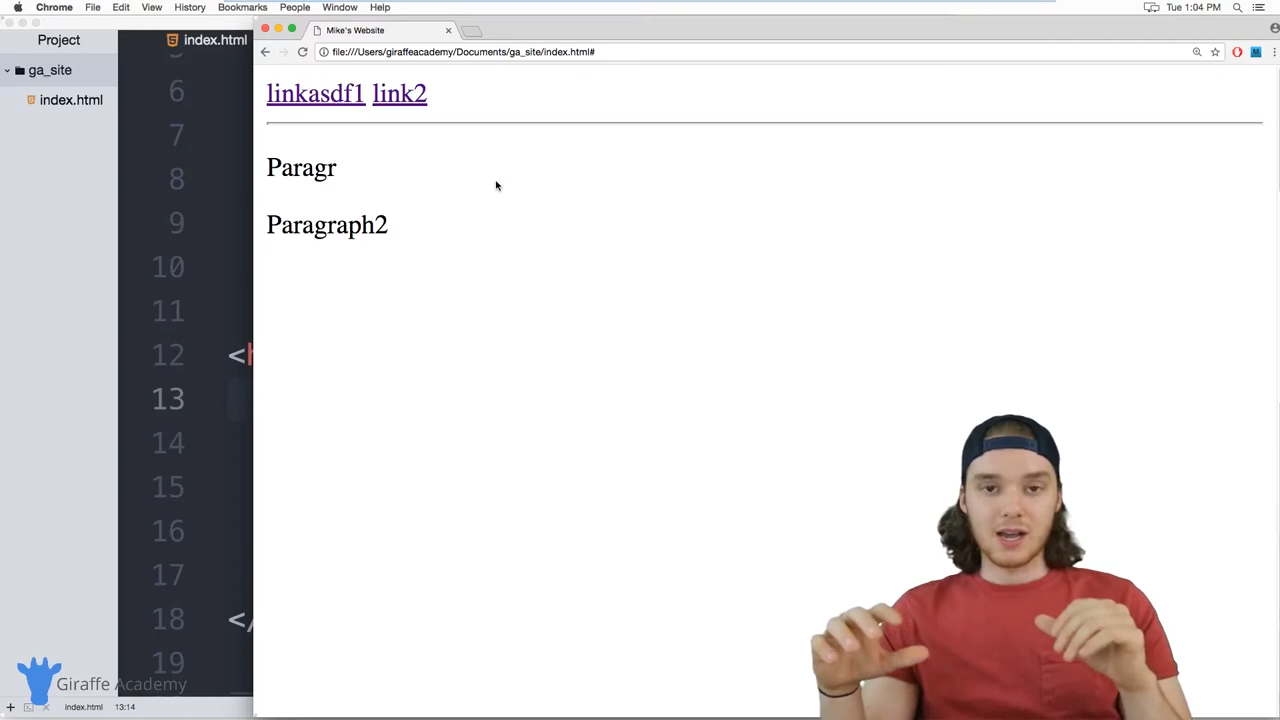 Chrome File Edit View History Bookmarks People Window Help Tue 1:04 PM
Project index.html Mike's Website
ga_site file:///Users/giraffeacademy/Documents/ga_site/index.html#
index.html
linkasdf1 link2
Paragr
Paragraph2
6
7
8
9
10
11
12 <
13
14
15
16
17
18 </
19
Giraffe Academy
index.html 13:14